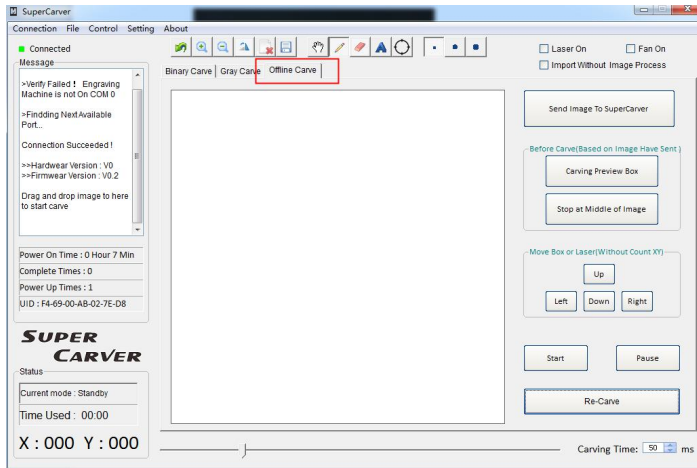 SuperCarver
Connection File Control Setting About
Connected
Message
>Verify Failed ! Engraving
Machine is not On COM 0
>Findding NextAvailable
Port...
Connection Succeeded !
>>Hardwear Version : V0
>>Firmwear Version : V0.2
Drag and drop image to here
to start carve
Power On Time : 0 Hour 7 Min
Complete Times : 0
Power Up Times : 1
UID : F4-69-00-AB-02-7E-D8
SUPER
CARVER
Status
Current mode : Standby
Time Used : 00:00
X : 000 Y : 000
A
Binary Carve Gray Carve Offline Carve
Laser On Fan On
Import Without Image Process
Send Image To SuperCarver
Before Carve(Based on Image Have Sent )
Carving Preview Box
Stop at Middle of Image
Move Box or Laser(Without Count XY)
Up
Left Down Right
Start Pause
Re-Carve
Carving Time: 50 ms